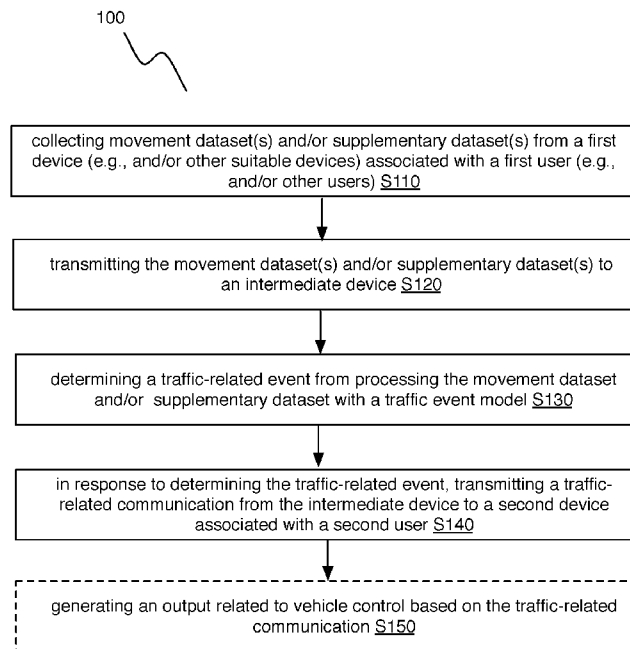 100
collecting movement dataset(s) and/or supplementary dataset(s) from a first
device (e.g., and/or other suitable devices) associated with a first user (e.g.,
and/or other users) S110
transmitting the movement dataset(s) and/or supplementary dataset(s) to
an intermediate device S120
determining a traffic-related event from processing the movement dataset
and/or supplementary dataset with a traffic event model S130
in response to determining the traffic-related event, transmitting a traffic-
related communication from the intermediate device to a second device
associated with a second user S140
generating an output related to vehicle control based on the traffic-related
communication S150